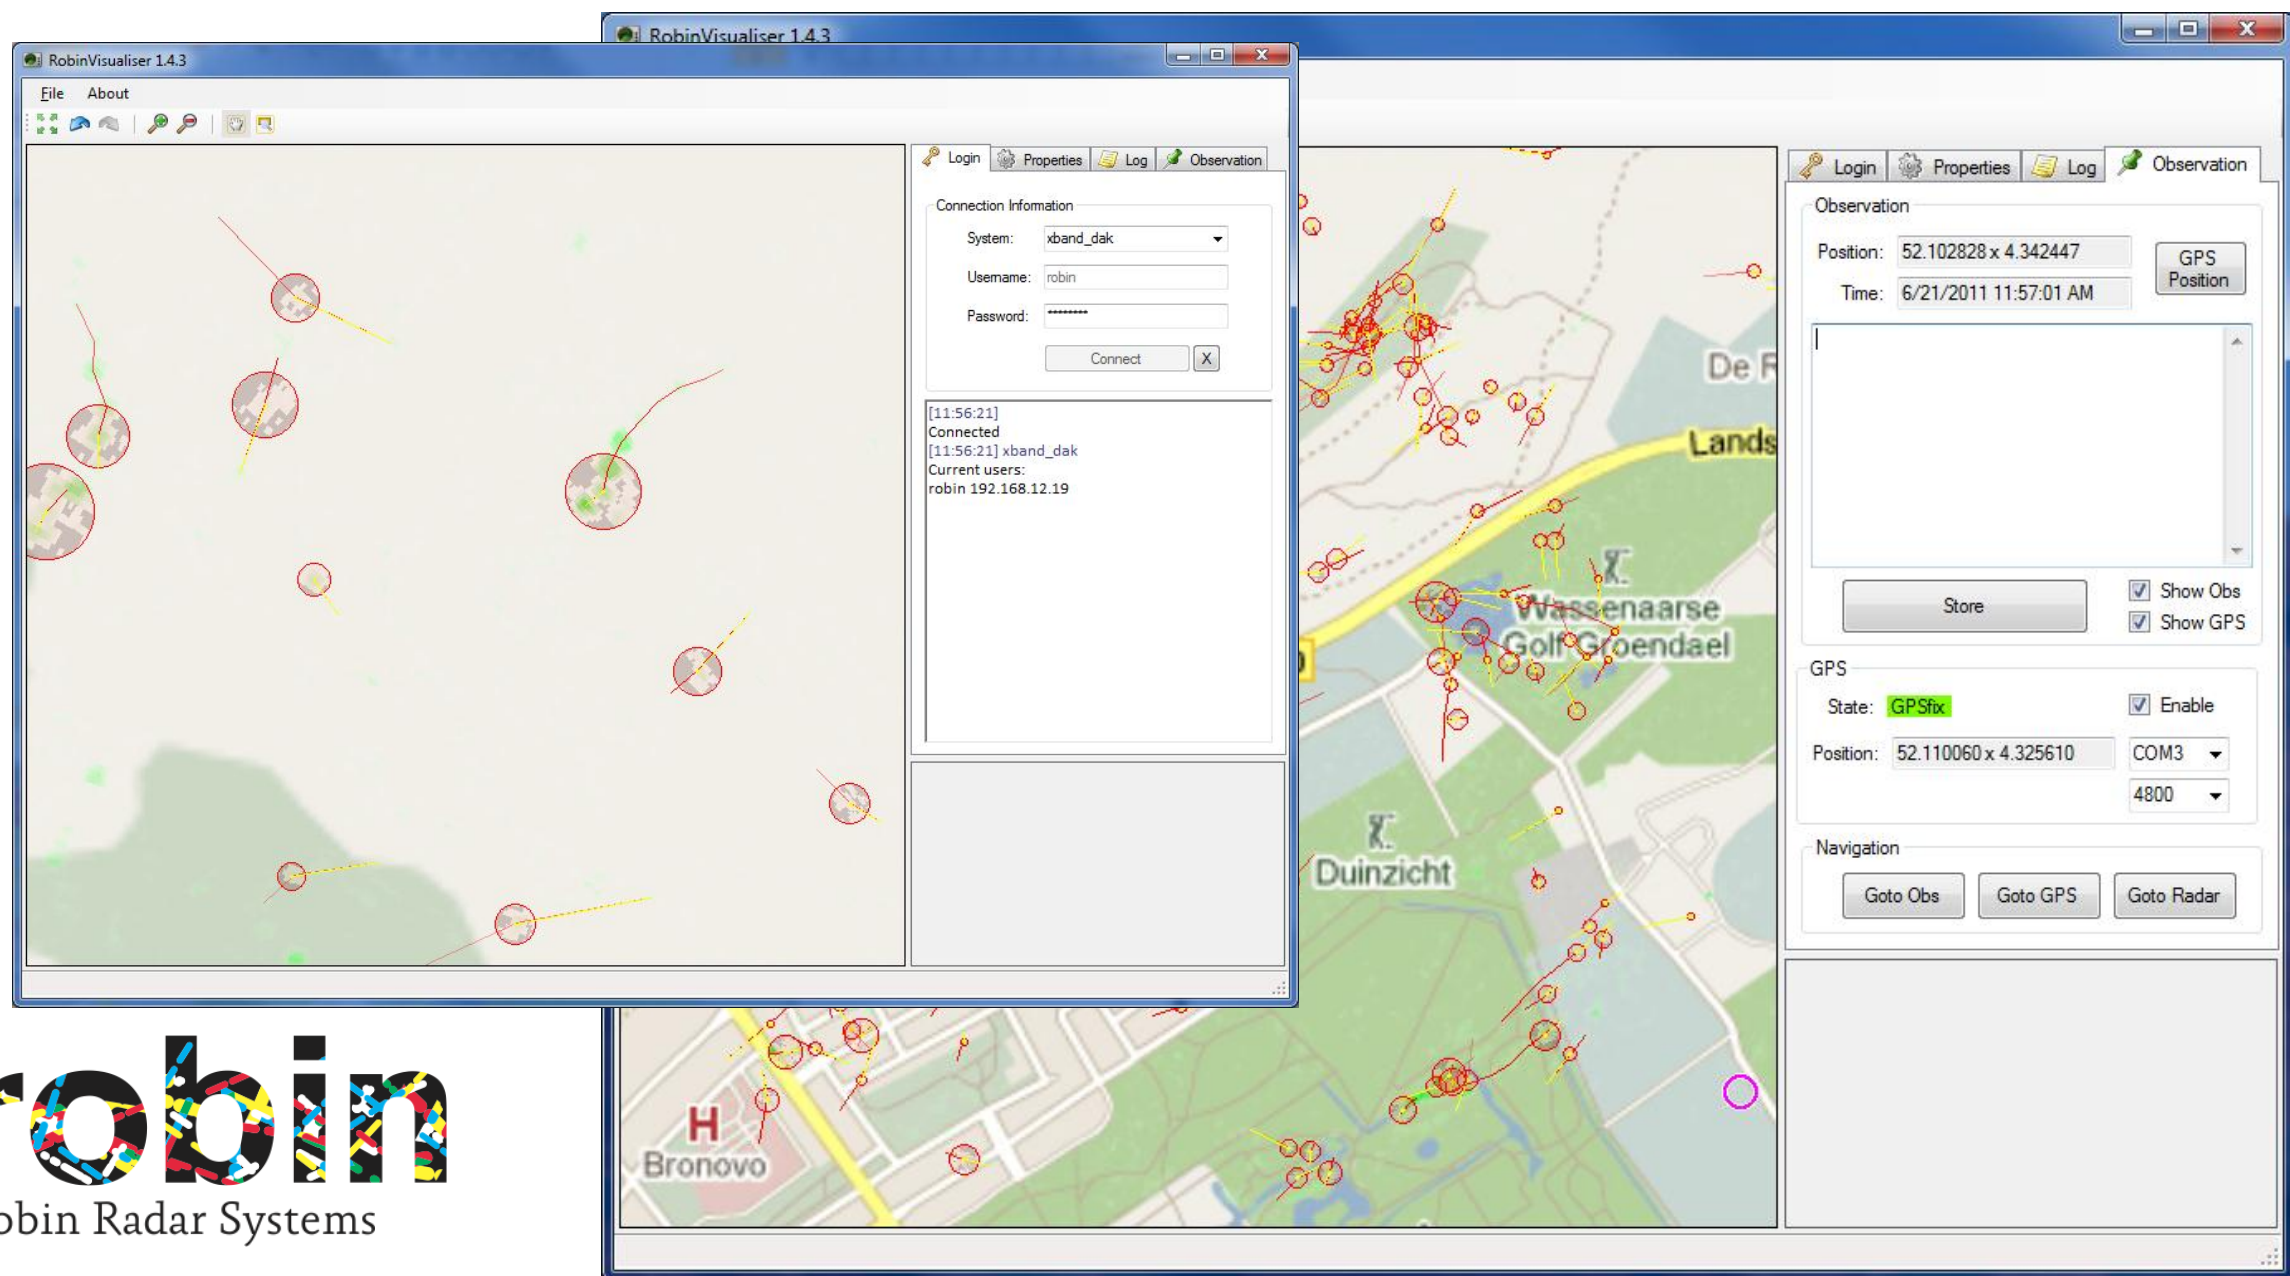 RobinVisualiser 1.4.3
RobinVisualiser 1.4.3
File About
Login Properties Log Observation
Connection Information
System: xband_dak
Username: robin
Password: ********
Connect X
[11:56:21]
Connected
[11:56:21] xband_dak
Current users:
robin 192.168.12.19
Login Properties Log Observation
Observation
Position: 52.102828 x 4.342447
GPS
Position
Time: 6/21/2011 11:57:01 AM
Store
Show Obs
Show GPS
GPS
State: GPSfix
Enable
Position: 52.110060 x 4.325610
COM3
4800
Navigation
Goto Obs Goto GPS Goto Radar
De R
Lands
Wassenaarse
Golf Groendael
Duinzicht
H
Bronovo
robin
obin Radar Systems